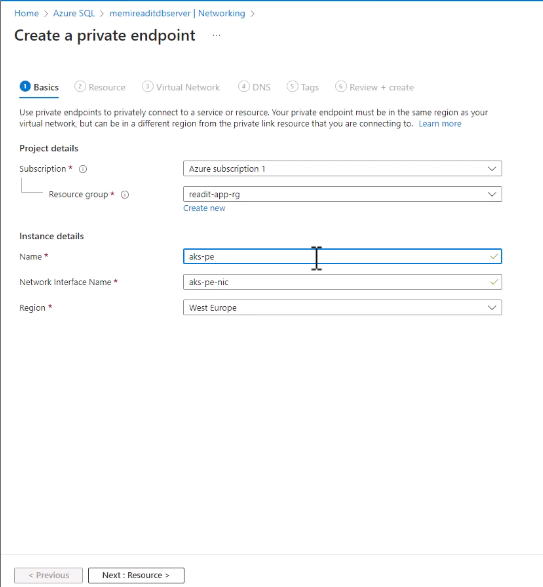 Home > Azure SQL > memireaditdbserver | Networking >
Create a private endpoint ...
1 Basics 2 Resource 3 Virtual Network 4 DNS 5 Tags 6 Review + create
Use private endpoints to privately connect to a service or resource. Your private endpoint must be in the same region as your
virtual network, but can be in a different region from the private link resource that you are connecting to. Learn more
Project details
Subscription * Azure subscription 1
Resource group * readit-app-rg
Create new
Instance details
Name * aks-pe
Network Interface Name * aks-pe-nic
Region * West Europe
< Previous Next : Resource >